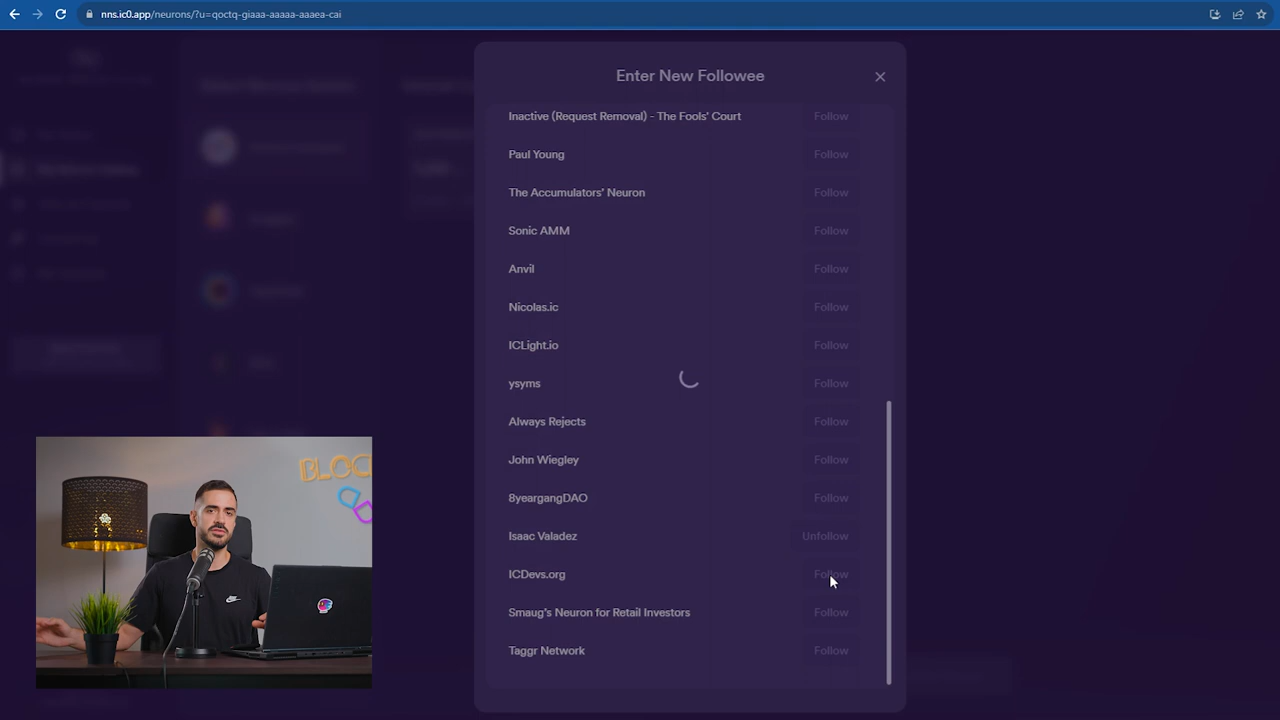 nns.ic0.app/neurons/?u=qoctq-giaaa-aaaaa-aaaea-cai
Enter New Followee
Inactive (Request Removal) - The Fools' Court Follow
Paul Young Follow
The Accumulators' Neuron Follow
Sonic AMM Follow
Anvil Follow
Nicolas.ic Follow
ICLight.io Follow
ysyms Follow
Always Rejects Follow
John Wiegley Follow
8yeargangDAO Follow
Isaac Valadez Unfollow
ICDevs.org Follow
Smaug's Neuron for Retail Investors Follow
Taggr Network Follow
BLOC